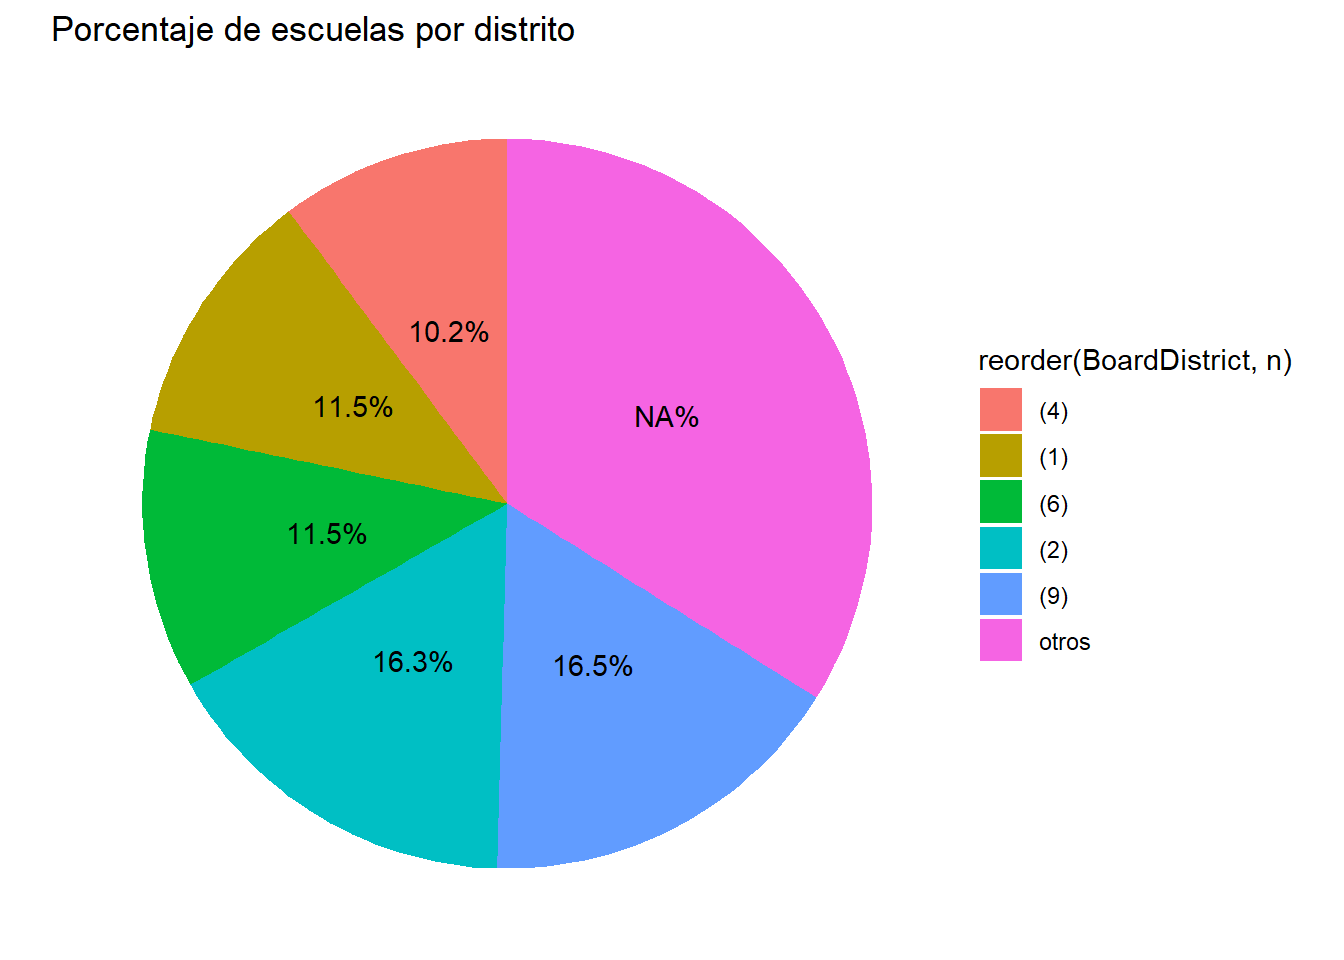 Porcentaje de escuelas por distrito
10.2%
11.5%
NA%
11.5%
16.3%
16.5%
reorder(BoardDistrict, n)
(4)
(1)
(6)
(2)
(9)
otros